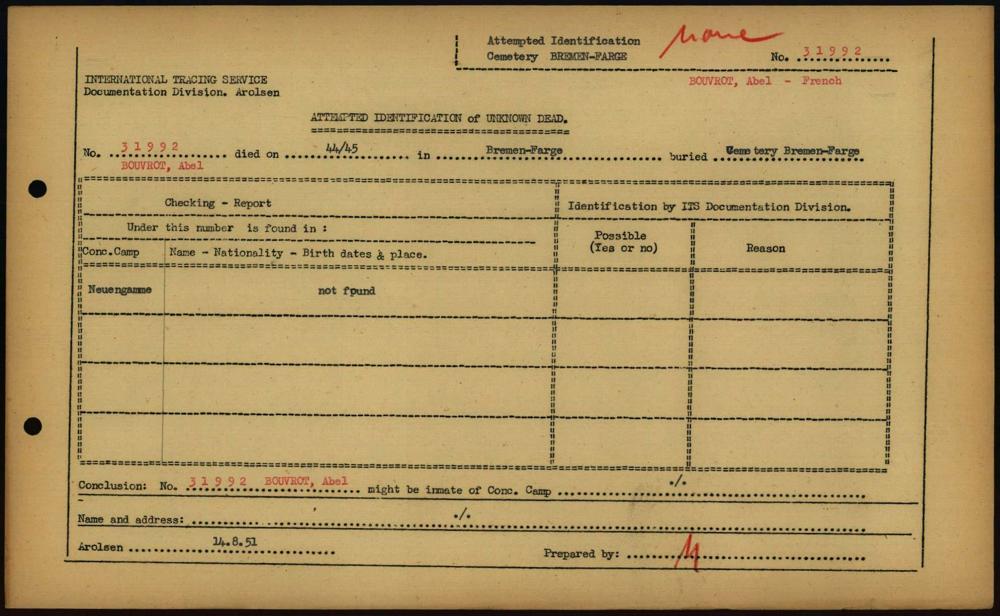 Attempted Identification none
Cemetery BREMEN-FARGE No. 31992
BOUVROT, Abel - French
INTERNATIONAL TRACING SERVICE
Documentation Division. Arolsen
ATTEMPTED IDENTIFICATION of UNKNOWN DEAD.
No. 31992 died on 44/45 in Bremen-Farge buried Cemetery Bremen-Farge
BOUVROT, Abel
Checking - Report
Identification by ITS Documentation Division.
Under this number is found in :
Possible
(Yes or no)
Reason
Conc.Camp Name - Nationality - Birth dates & place.
Neuengamme not found
Conclusion: No. 31992 BOUVROT, Abel might be inmate of Conc. Camp ./.
Name and address: ./.
Arolsen 14.8.51
Prepared by: